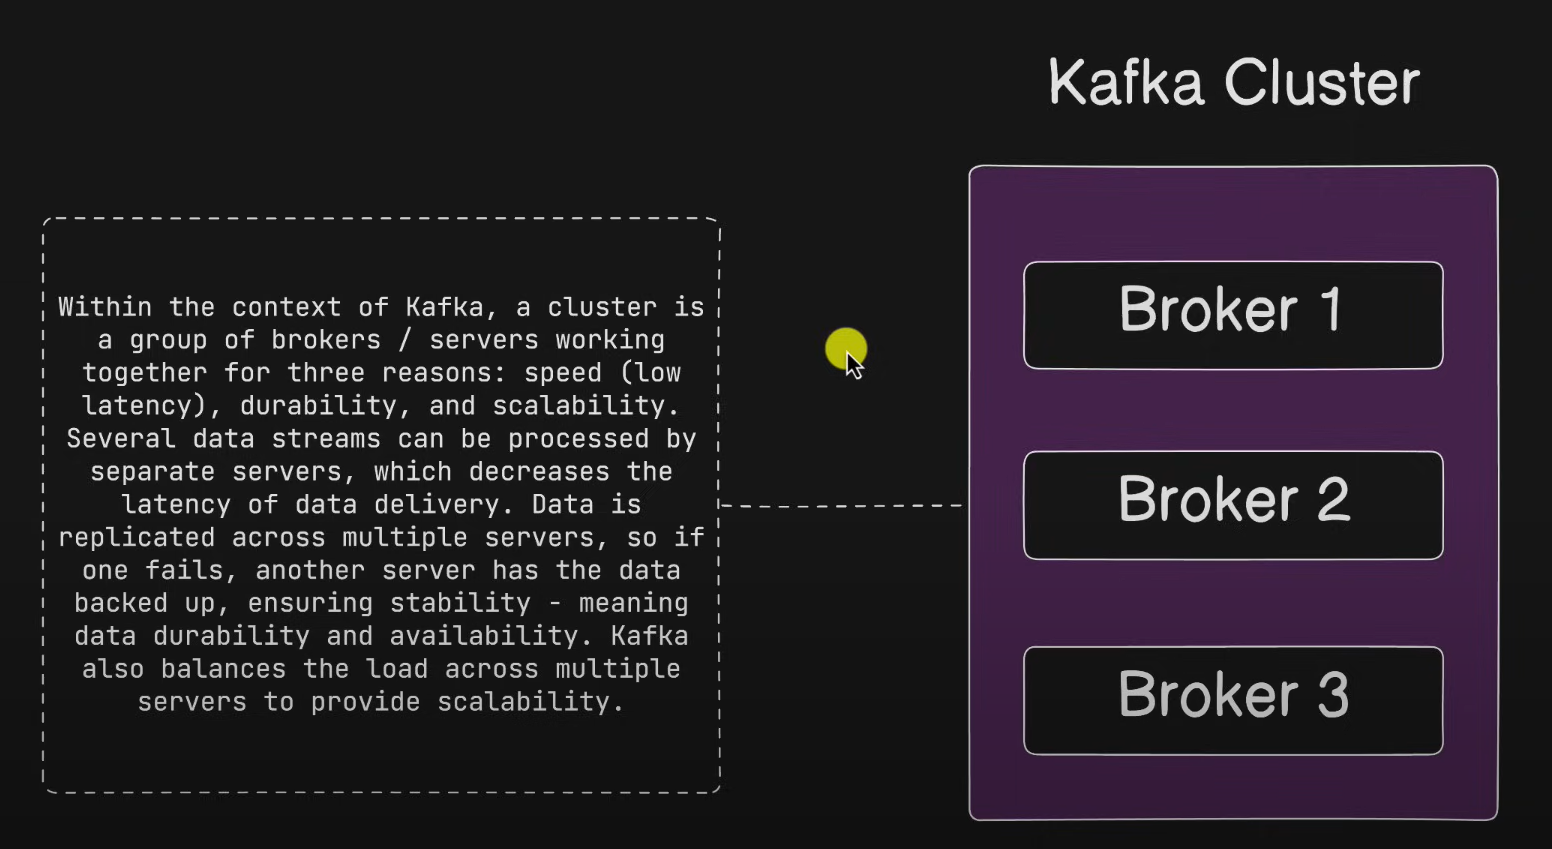 Kafka Cluster
Within the context of Kafka, a cluster is
a group of brokers / servers working
together for three reasons: speed (low
latency), durability, and scalability.
Several data streams can be processed by
separate servers, which decreases the
latency of data delivery. Data is
replicated across multiple servers, so if
one fails, another server has the data
backed up, ensuring stability - meaning
data durability and availability. Kafka
also balances the load across multiple
servers to provide scalability.
Broker 1
Broker 2
Broker 3